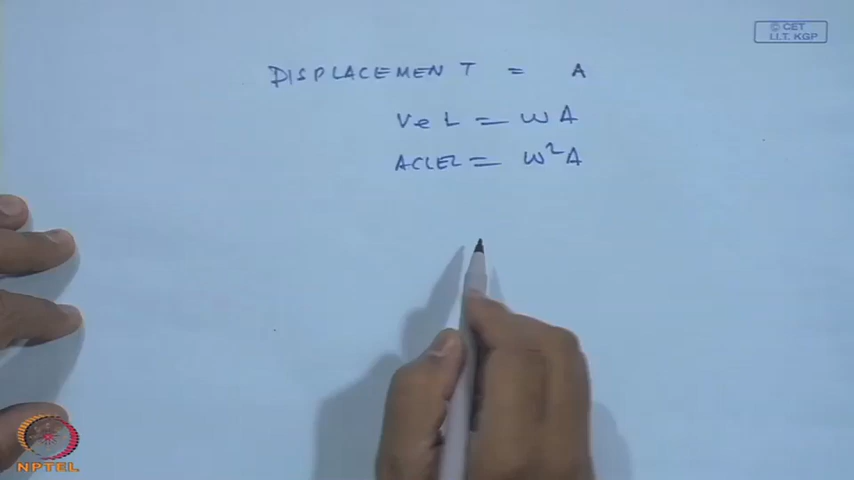 © CET
I.I.T. KGP
DISPLACEMENT = A
VeL = ωA
ACLEL = ω²A
NPTEL